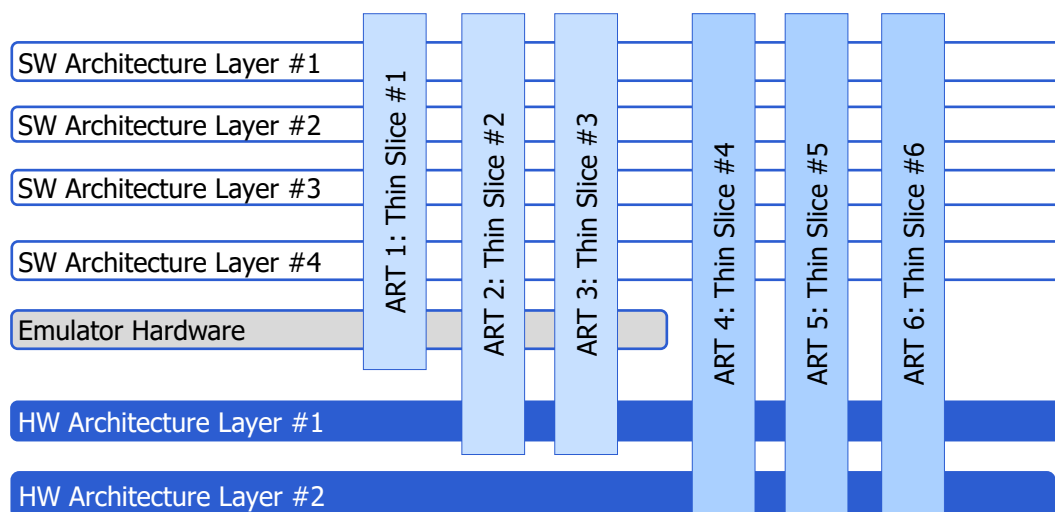 SW Architecture Layer #1
SW Architecture Layer #2
SW Architecture Layer #3
SW Architecture Layer #4
Emulator Hardware
HW Architecture Layer #1
HW Architecture Layer #2
ART 1: Thin Slice #1
ART 2: Thin Slice #2
ART 3: Thin Slice #3
ART 4: Thin Slice #4
ART 5: Thin Slice #5
ART 6: Thin Slice #6